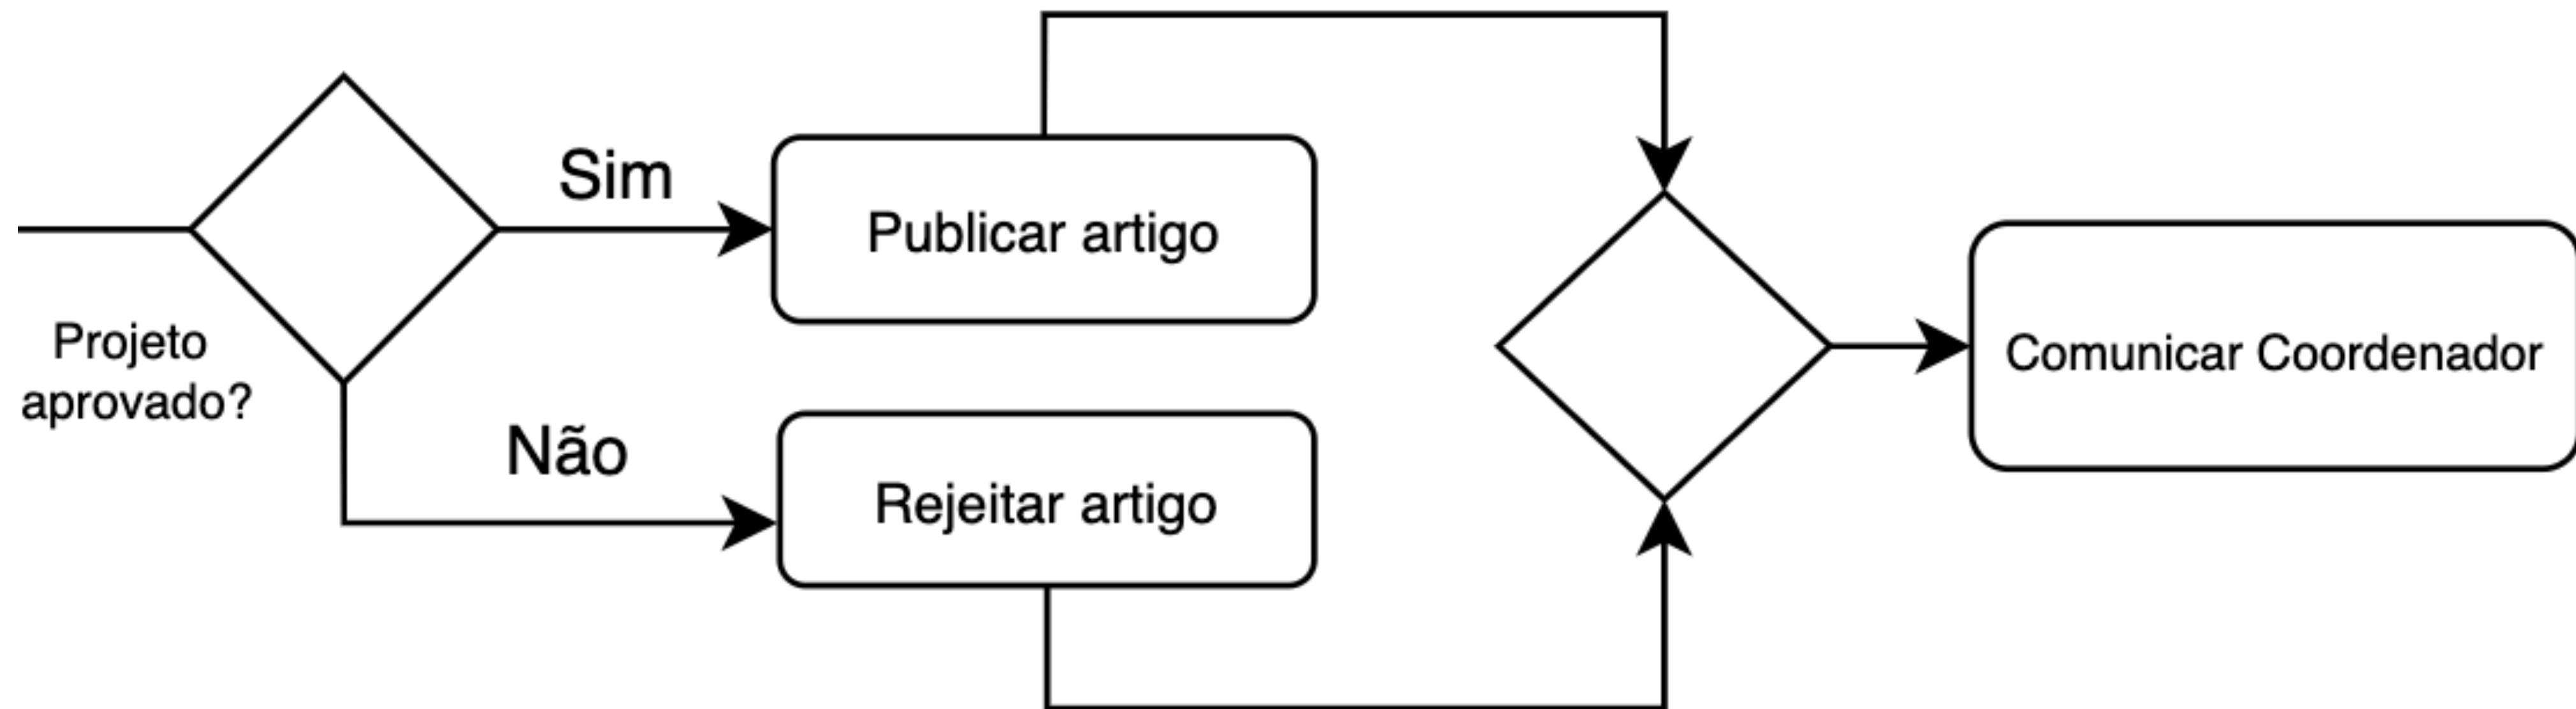 Sim
Publicar artigo
Projeto
aprovado?
Comunicar Coordenador
Não
Rejeitar artigo